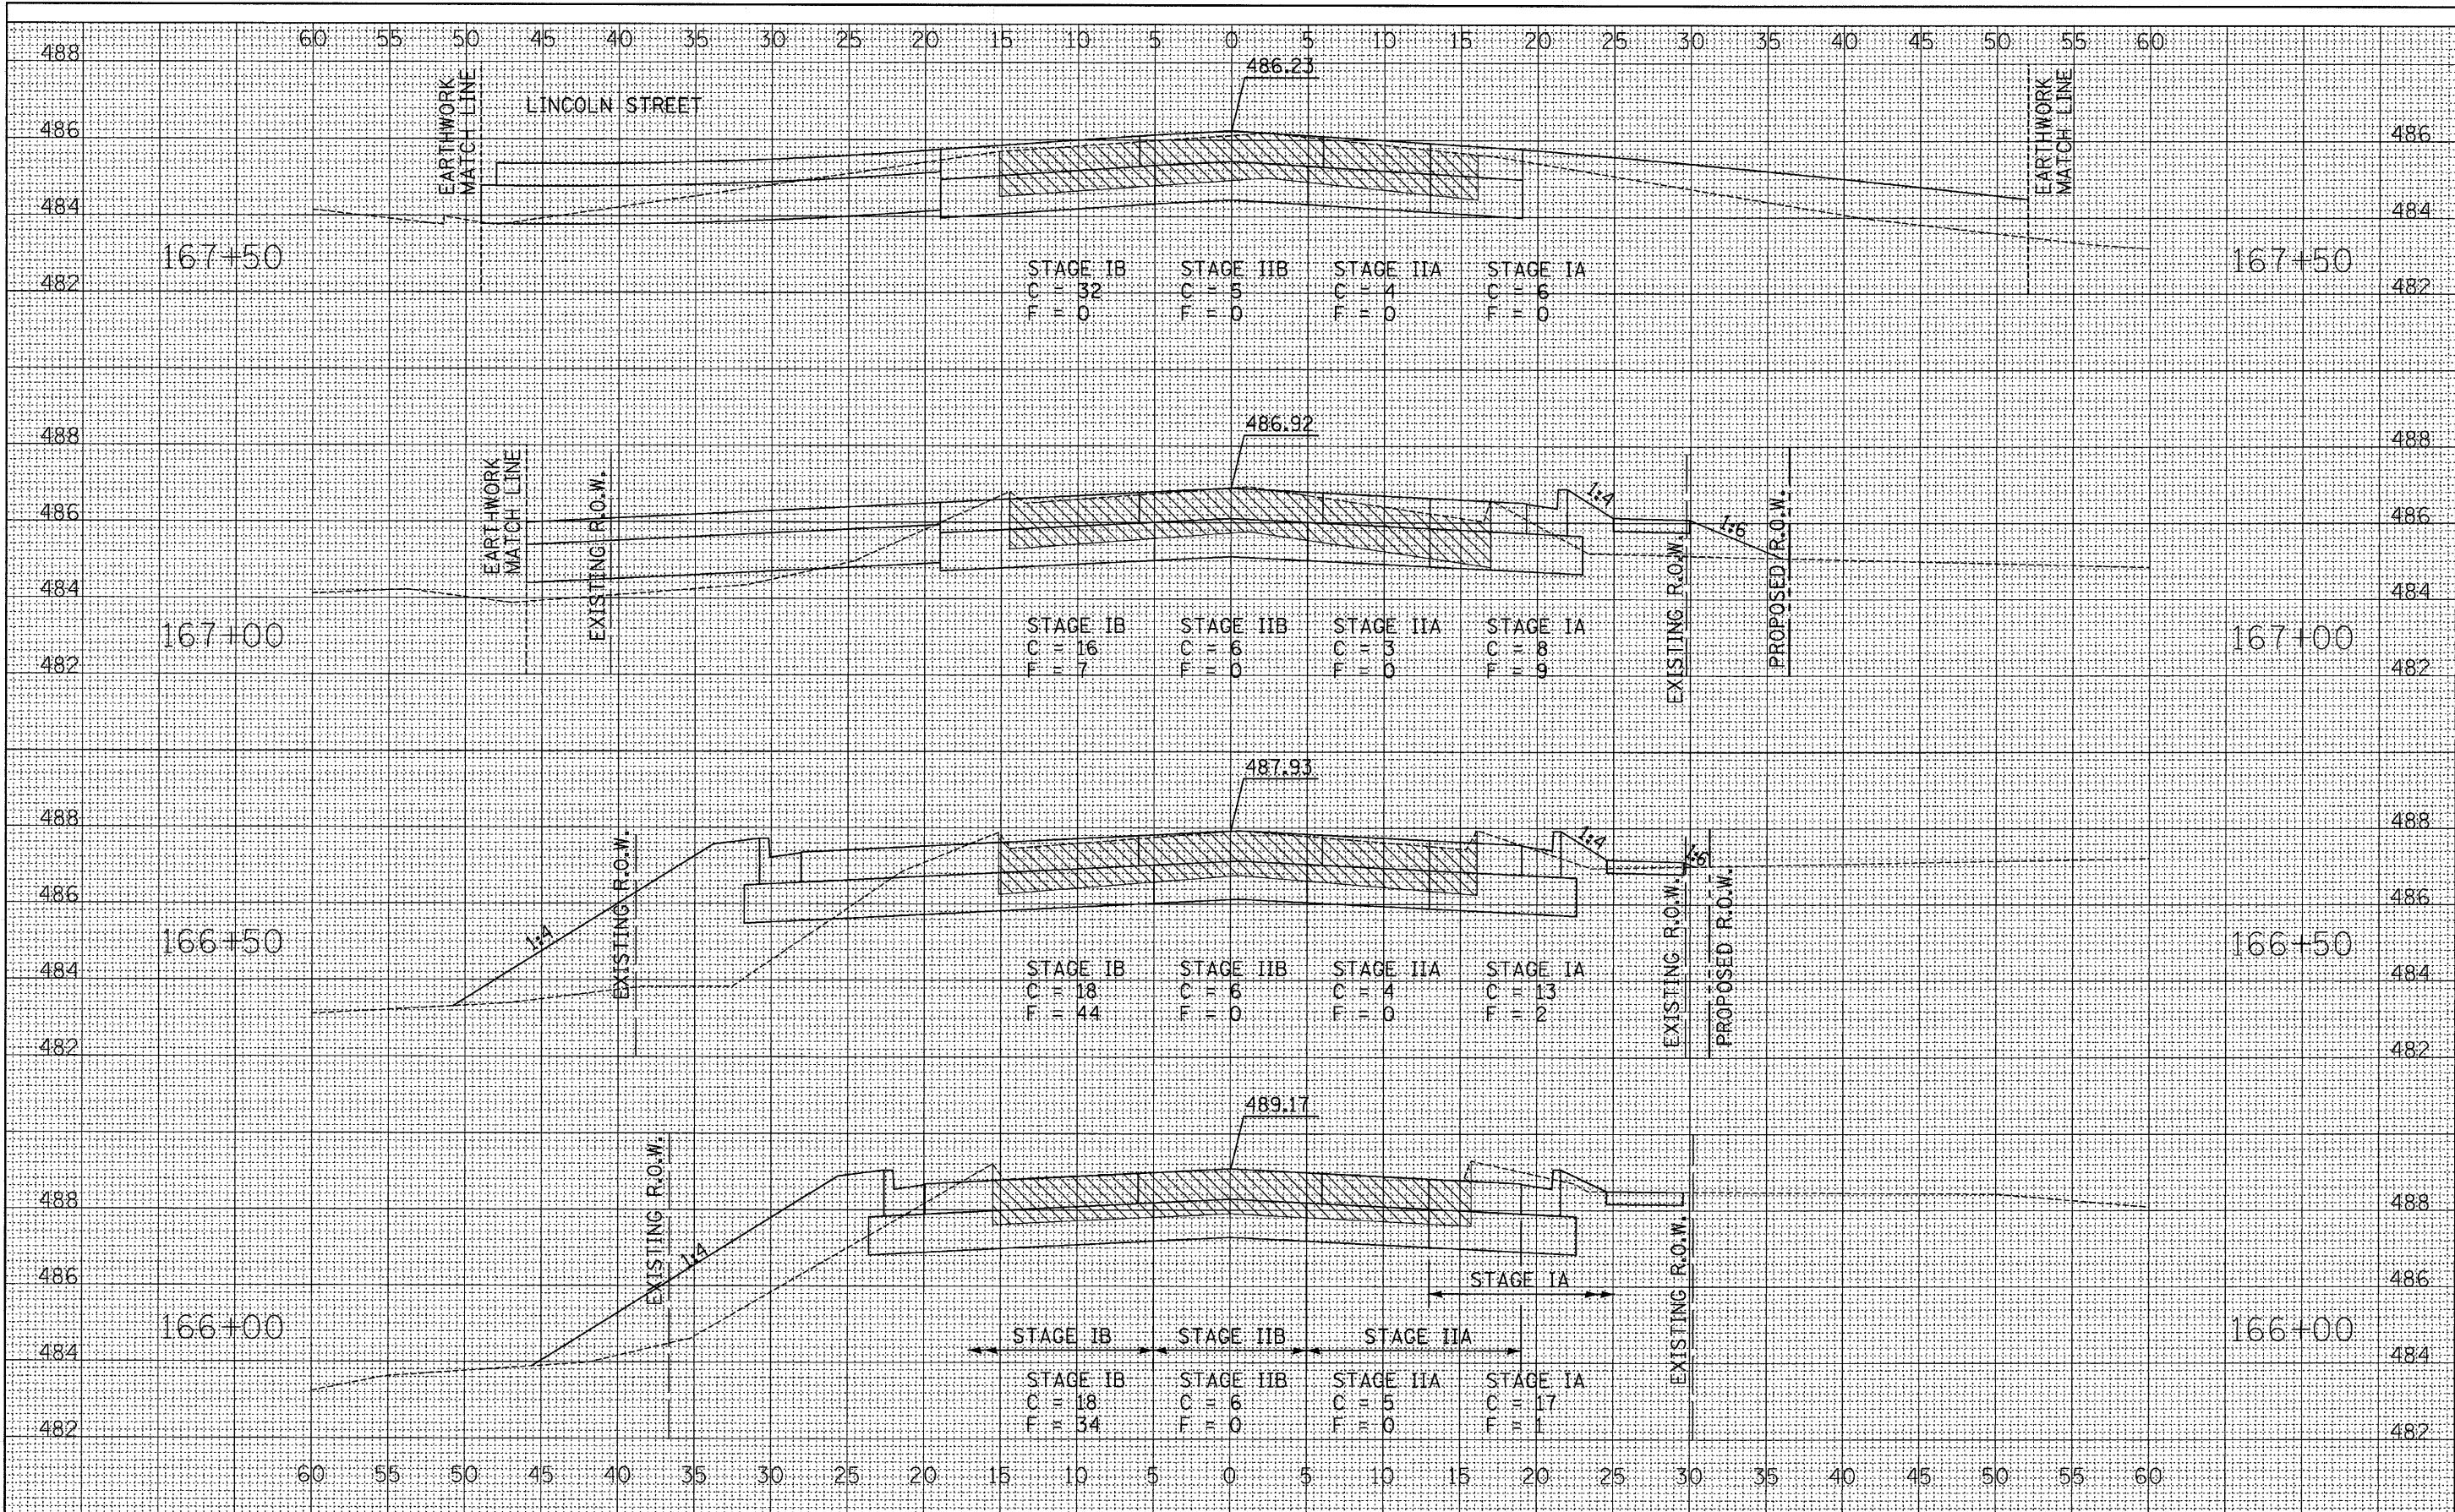 60 55 50 45 40 35 30 25 20 15 10 5 0 5 10 15 20 25 30 35 40 45 50 55 60
488
486.23
EARTHWORK
MATCH LINE
LINCOLN STREET
EARTHWORK
MATCH LINE
486 486
484 484
167+50 167+50
STAGE IB STAGE IIB STAGE IIA STAGE IA
C = 32 C = 5 C = 4 C = 6
F = 0 F = 0 F = 0 F = 0
482 482
486.92
488 488
EARTHWORK
MATCH LINE
EXISTING R.O.W.
1:4
1:6
EXISTING R.O.W.
PROPOSED R.O.W.
486 486
484 484
167+00 167+00
STAGE IB STAGE IIB STAGE IIA STAGE IA
C = 16 C = 6 C = 3 C = 8
F = 7 F = 0 F = 0 F = 9
482 482
487.93
488 488
1:4
EXISTING R.O.W.
1:4
1:6
EXISTING R.O.W.
PROPOSED R.O.W.
486 486
166+50 166+50
484 484
STAGE IB STAGE IIB STAGE IIA STAGE IA
C = 18 C = 6 C = 4 C = 13
F = 44 F = 0 F = 0 F = 2
482 482
489.17
EXISTING R.O.W.
1:4
EXISTING R.O.W.
488 488
486 486
STAGE IA
166+00 166+00
STAGE IB STAGE IIB STAGE IIA
484 484
STAGE IB STAGE IIB STAGE IIA STAGE IA
C = 18 C = 6 C = 5 C = 17
F = 34 F = 0 F = 0 F = 1
482 482
60 55 50 45 40 35 30 25 20 15 10 5 0 5 10 15 20 25 30 35 40 45 50 55 60